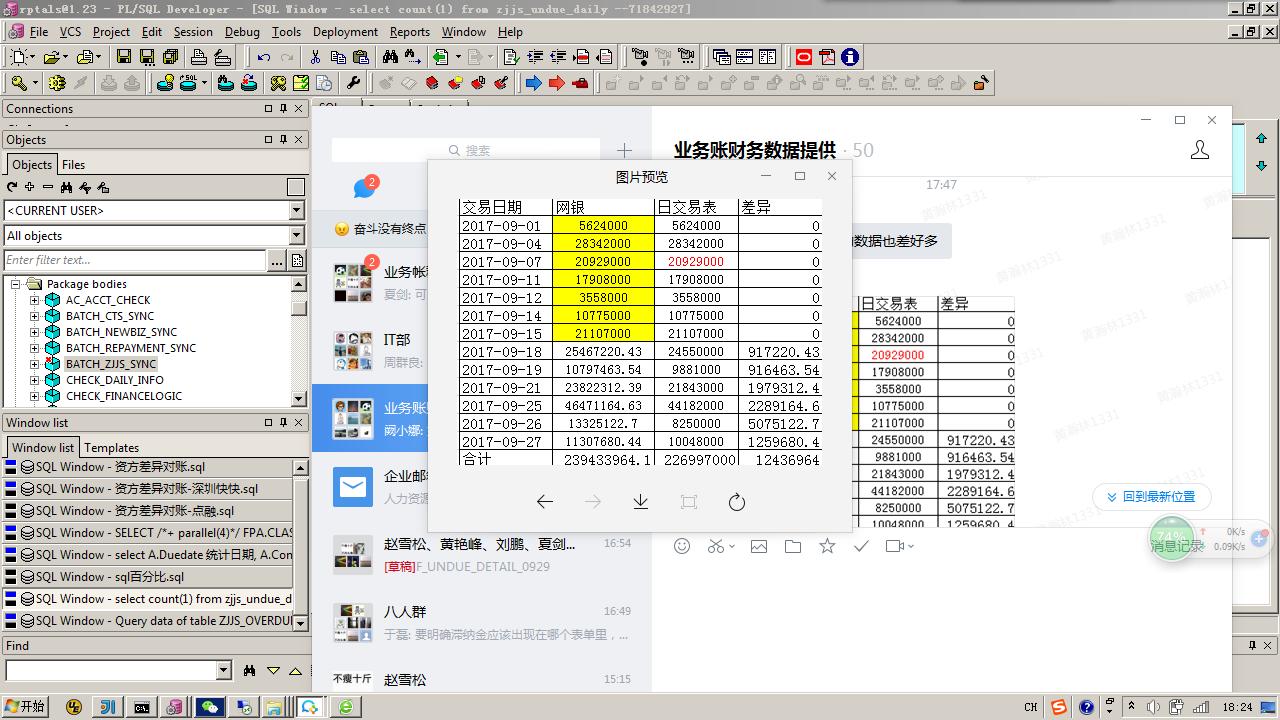 rptals@1.23 - PL/SQL Developer - [SQL Window - select count(1) from zjjs_undue_daily --71842927]
File VCS Project Edit Session Debug Tools Deployment Reports Window Help
Connections
Objects
Objects Files
<CURRENT USER>
All objects
Enter filter text...
Package bodies
AC_ACCT_CHECK
BATCH_CTS_SYNC
BATCH_NEWBIZ_SYNC
BATCH_REPAYMENT_SYNC
BATCH_ZJJS_SYNC
CHECK_DAILY_INFO
CHECK_FINANCELOGIC
Window list
Window list Templates
SQL Window - 资方差异对账.sql
SQL Window - 资方差异对账-深圳快快.sql
SQL Window - 资方差异对账-点融.sql
SQL Window - SELECT /*+ parallel(4)*/ FPA.CLAS
SQL Window - select A.Duedate 统计日期, A.Con
SQL Window - sql百分比.sql
SQL Window - select count(1) from zjjs_undue_d
SQL Window - Query data of table ZJJS_OVERDUE
Find
搜索
2
奋斗没有终点
2
业务帐
夏剑: 可
IT部
周群良:
业务账
阙小娜:
企业邮
人力资源
赵雪松、黄艳峰、刘鹏、夏剑... 16:54
[草稿]F_UNDUE_DETAIL_0929
八人群 16:49
于磊: 要明确滞纳金应该出现在哪个表单里，...
不瘦十斤
赵雪松 15:15
业务账财务数据提供 · 50
17:47
数据也差好多
黄瀚林1331
日交易表 差异
5624000 0
28342000 0
20929000 0
17908000 0
3558000 0
10775000 0
21107000 0
24550000 917220.43
9881000 916463.54
21843000 1979312.4
44182000 2289164.6
8250000 5075122.7
10048000 1259680.4
回到最新位置
74%
0K/s
0.09K/s
消息记录
图片预览
交易日期 网银 日交易表 差异
2017-09-01 5624000 5624000 0
2017-09-04 28342000 28342000 0
2017-09-07 20929000 20929000 0
2017-09-11 17908000 17908000 0
2017-09-12 3558000 3558000 0
2017-09-14 10775000 10775000 0
2017-09-15 21107000 21107000 0
2017-09-18 25467220.43 24550000 917220.43
2017-09-19 10797463.54 9881000 916463.54
2017-09-21 23822312.39 21843000 1979312.4
2017-09-25 46471164.63 44182000 2289164.6
2017-09-26 13325122.7 8250000 5075122.7
2017-09-27 11307680.44 10048000 1259680.4
合计 239433964.1 226997000 12436964
开始
CH
18:24